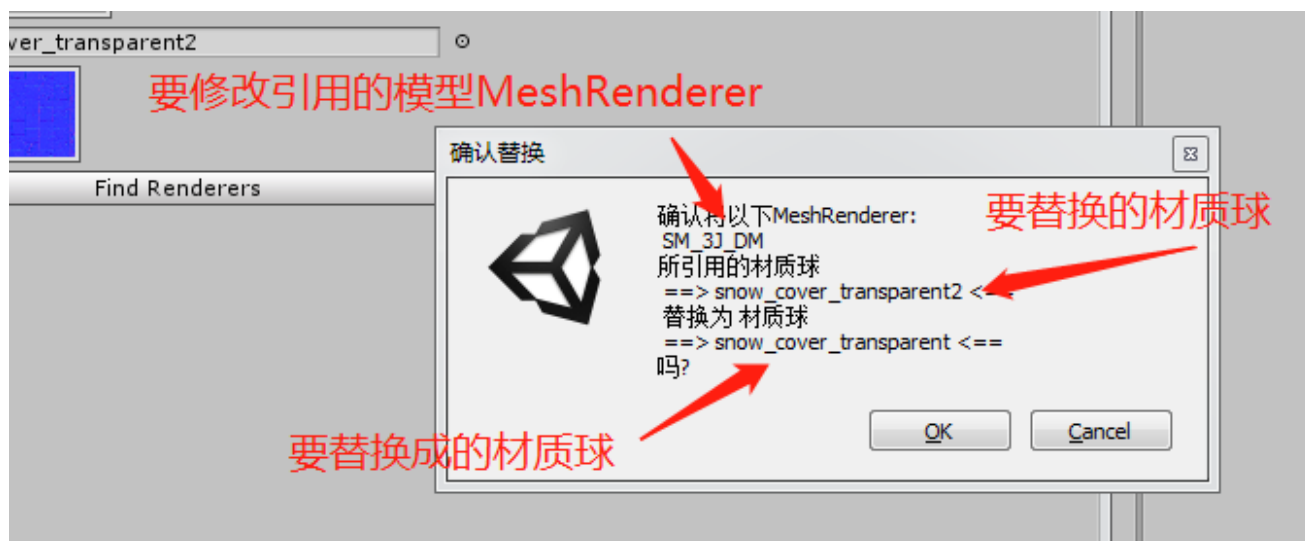 ver_transparent2
要修改引用的模型MeshRenderer
Find Renderers
确认替换
确认将以下MeshRenderer:
SM_3J_DM
所引用的材质球
==> snow_cover_transparent2 <==
替换为 材质球
==> snow_cover_transparent <==
吗?
要替换的材质球
要替换成的材质球
OK
Cancel